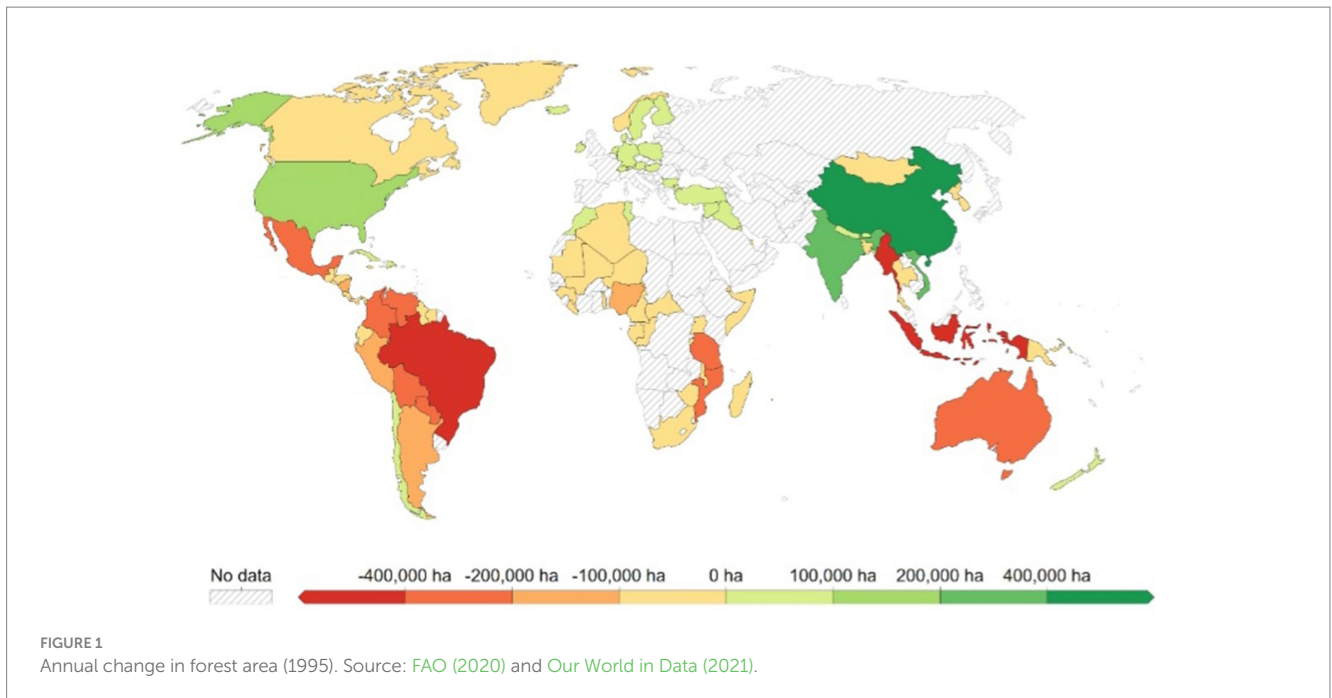 No data -400,000 ha -200,000 ha -100,000 ha 0 ha 100,000 ha 200,000 ha 400,000 ha
FIGURE 1
Annual change in forest area (1995). Source: FAO (2020) and Our World in Data (2021).